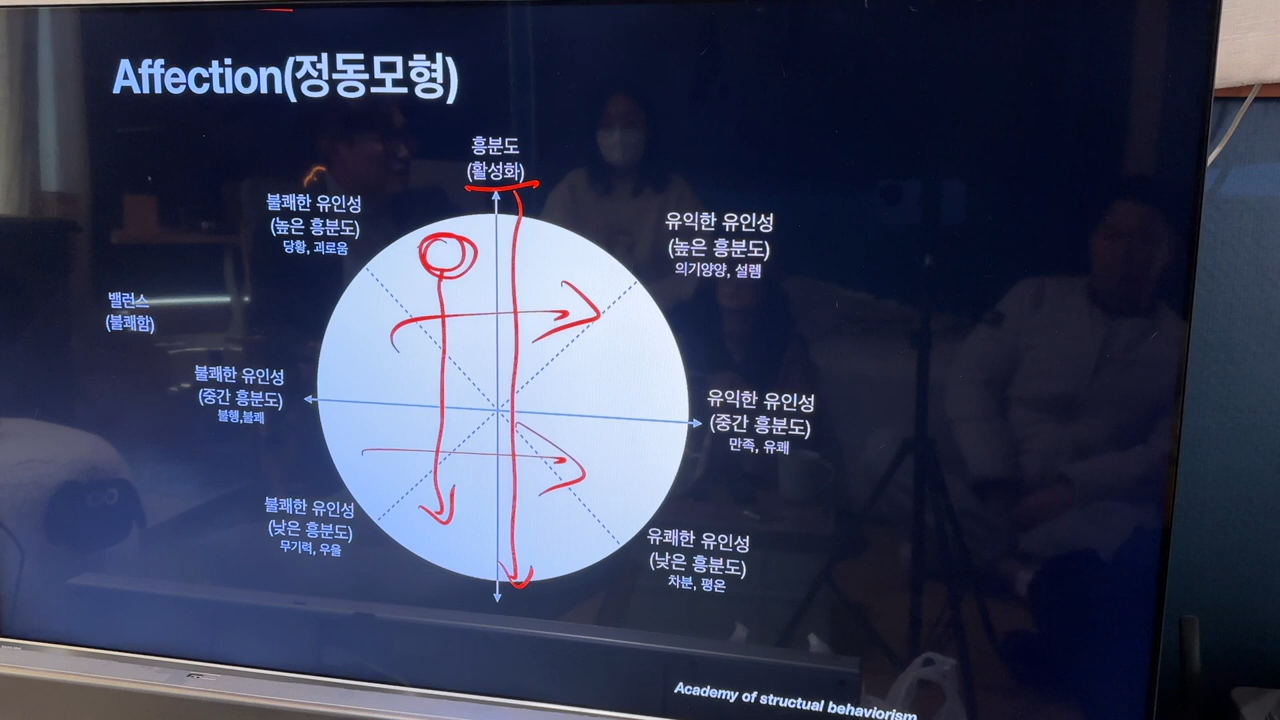 Affection(정동모형)
흥분도
(활성화)
불쾌한 유인성
(높은 흥분도)
당황, 괴로움
유익한 유인성
(높은 흥분도)
의기양양, 설렘
밸런스
(불쾌함)
불쾌한 유인성
(중간 흥분도)
불행,불쾌
유익한 유인성
(중간 흥분도)
만족, 유쾌
불쾌한 유인성
(낮은 흥분도)
무기력, 우울
유쾌한 유인성
(낮은 흥분도)
차분, 평온
Academy of structual behaviorism